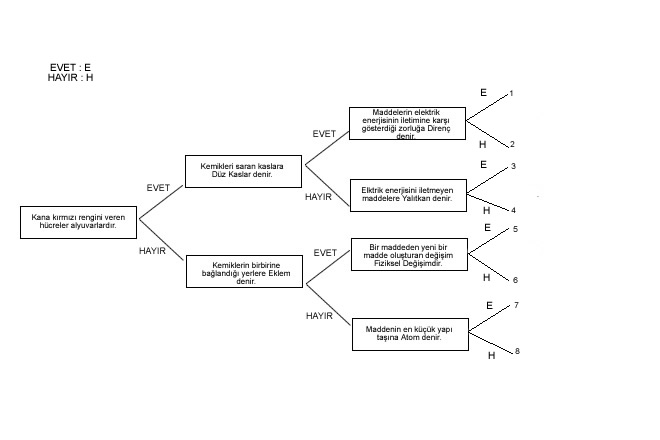 EVET : E
HAYIR : H
Kana kırmızı rengini veren
hücreler alyuvarlardır.
EVET
HAYIR
Kemikleri saran kaslara
Düz Kaslar denir.
Kemiklerin birbirine
bağlandığı yerlere Eklem
denir.
EVET
HAYIR
EVET
HAYIR
Maddelerin elektrik
enerjisinin iletimine karşı
gösterdiği zorluğa Direnç
denir.
Elktrik enerjisini iletmeyen
maddelere Yalıtkan denir.
Bir maddeden yeni bir
madde oluşturan değişim
Fiziksel Değişimdir.
Maddenin en küçük yapı
taşına Atom denir.
E 1
H 2
E 3
H 4
E 5
H 6
E 7
H 8